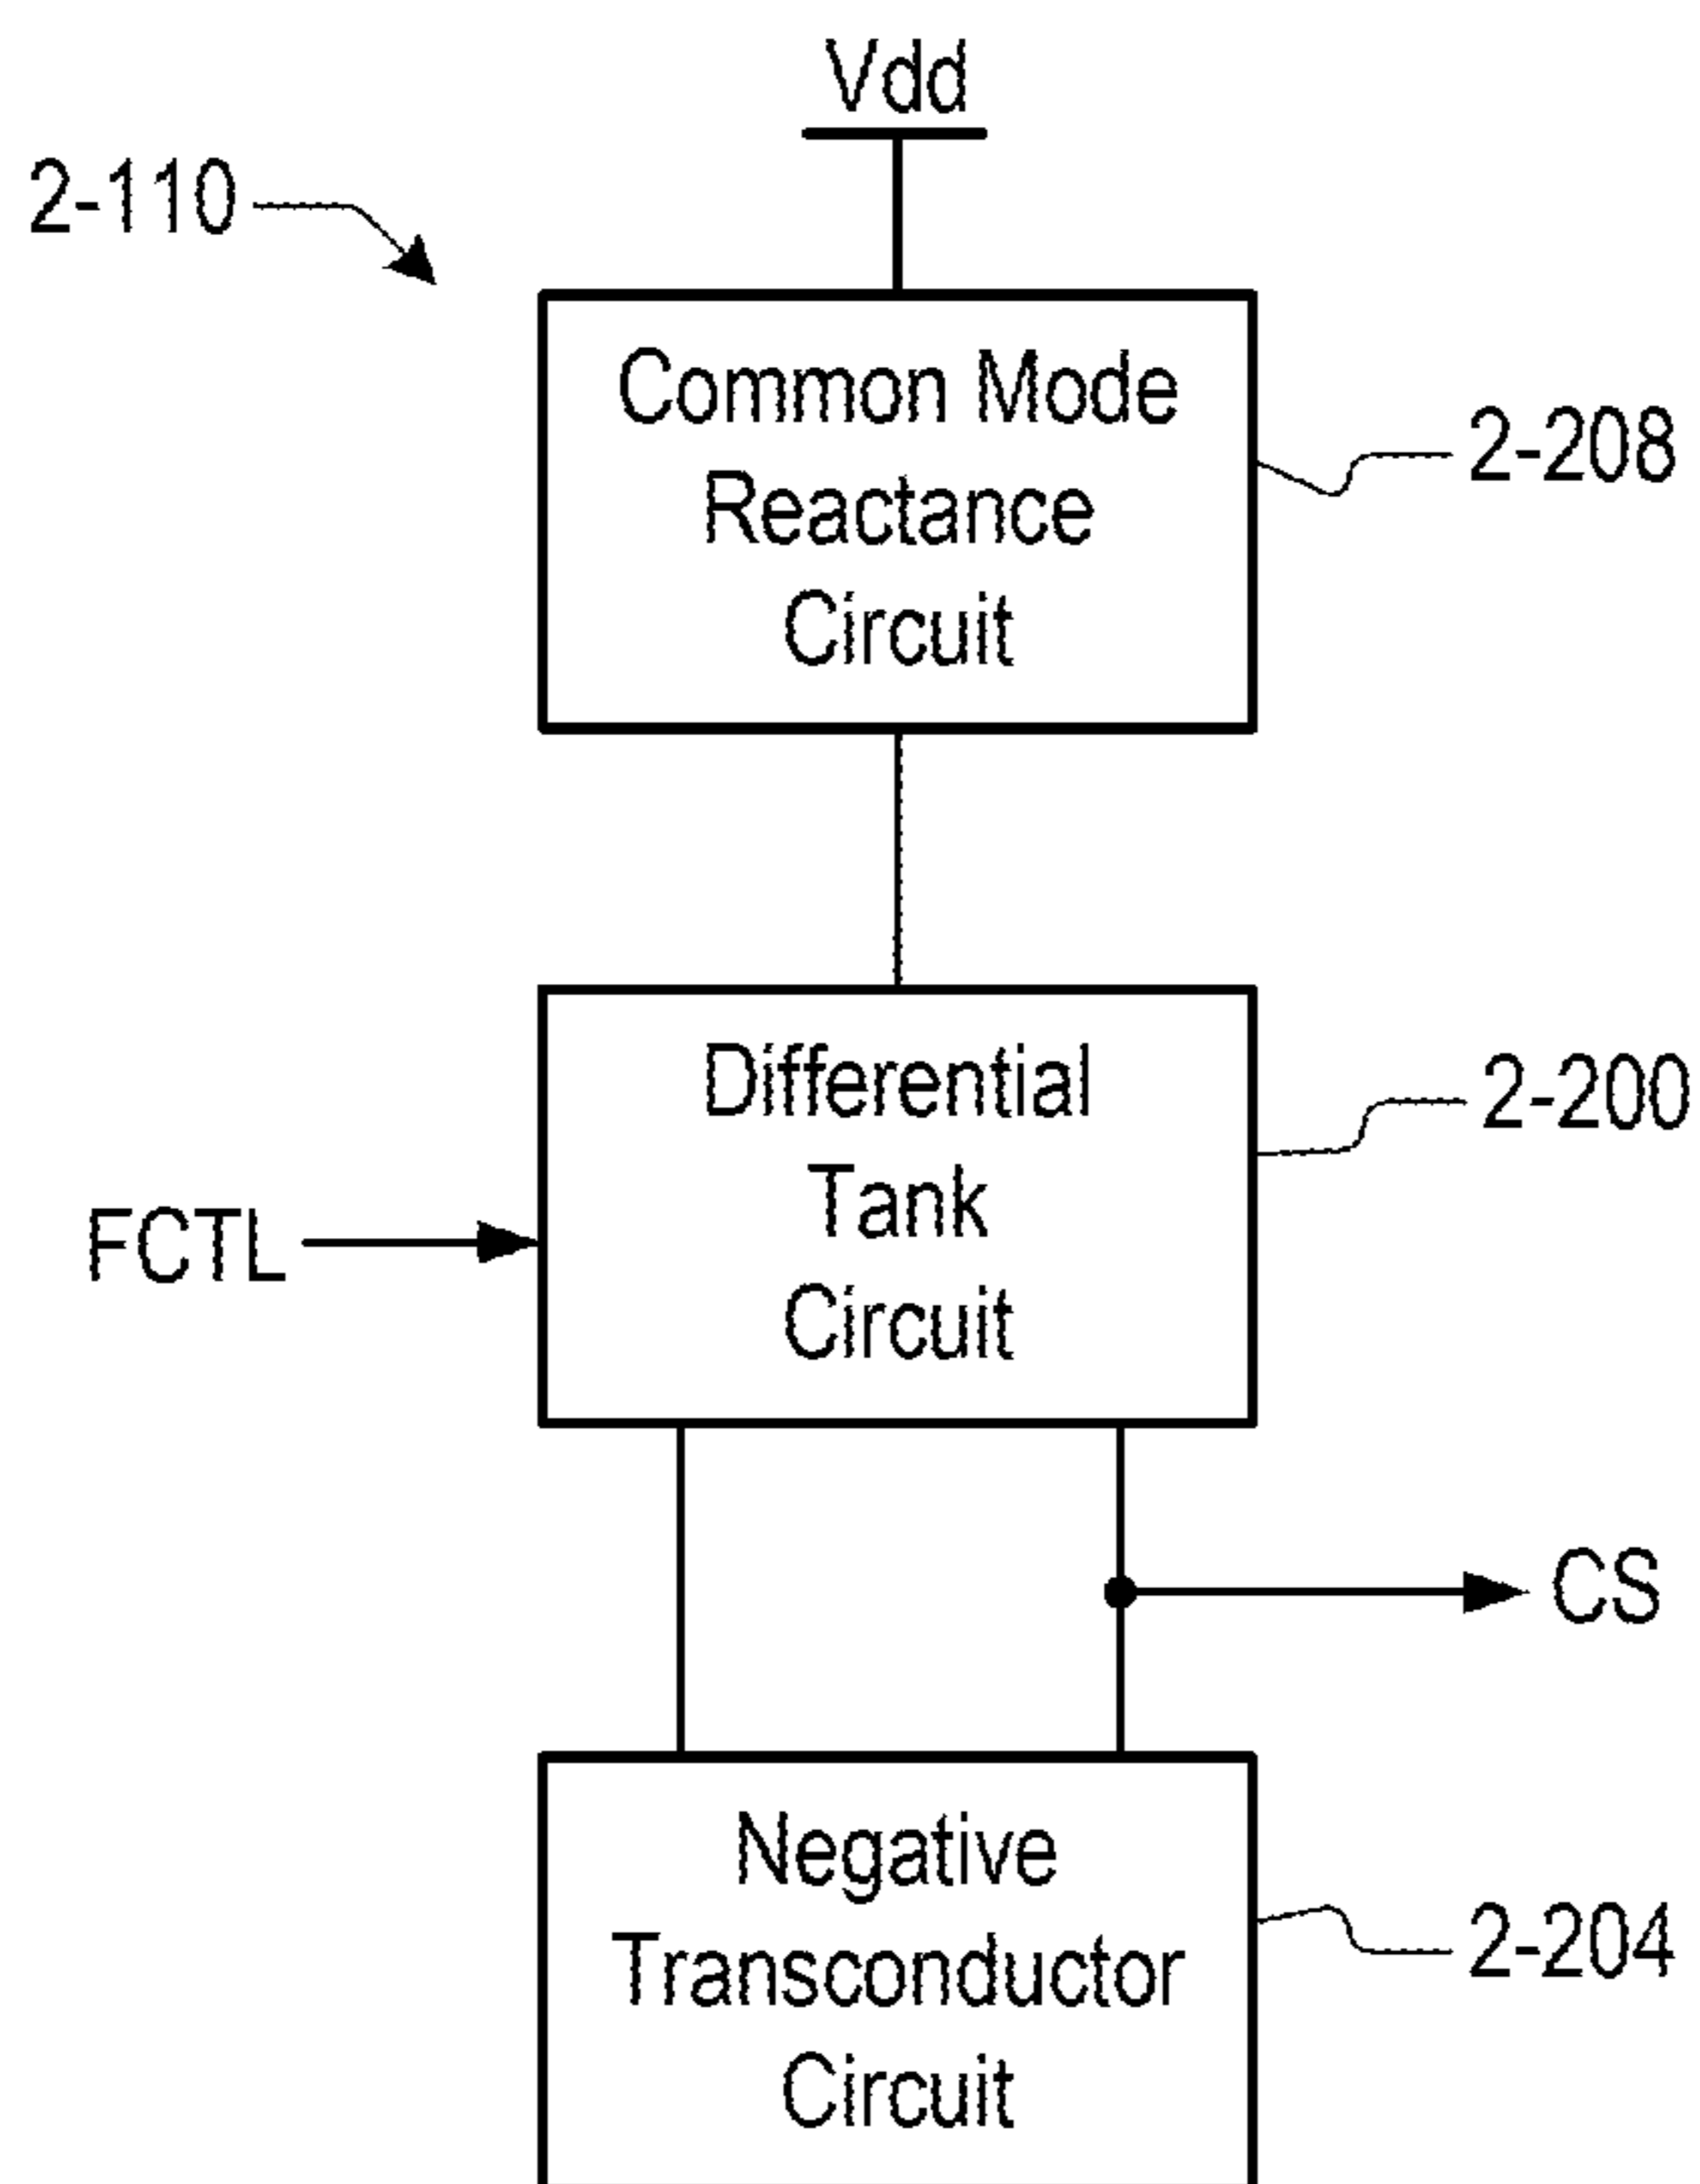 Vdd
2-110
Common Mode
Reactance
Circuit
2-208
Differential
Tank
Circuit
2-200
FCTL
CS
Negative
Transconductor
Circuit
2-204